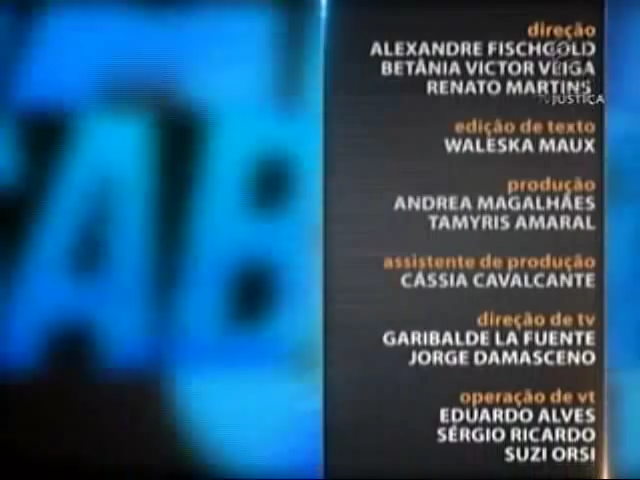 direção
ALEXANDRE FISCHGOLD
BETÂNIA VICTOR VEIGA
RENATO MARTINS
JUSTIÇA
edição de texto
WALESKA MAUX
produção
ANDREA MAGALHÃES
TAMYRIS AMARAL
assistente de produção
CÁSSIA CAVALCANTE
direção de tv
GARIBALDE LA FUENTE
JORGE DAMASCENO
operação de vt
EDUARDO ALVES
SÉRGIO RICARDO
SUZI ORSI
AB